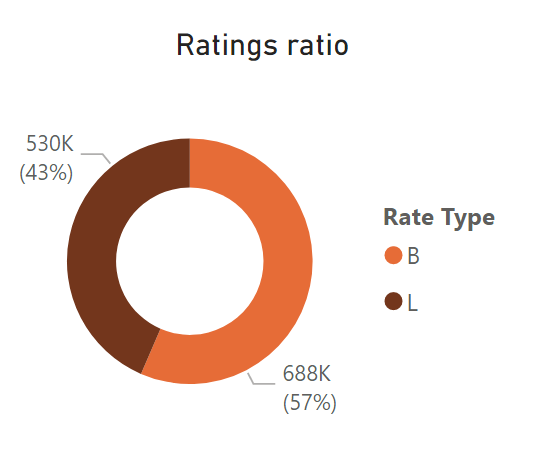 Ratings ratio
530K
(43%)
Rate Type
B
L
688K
(57%)